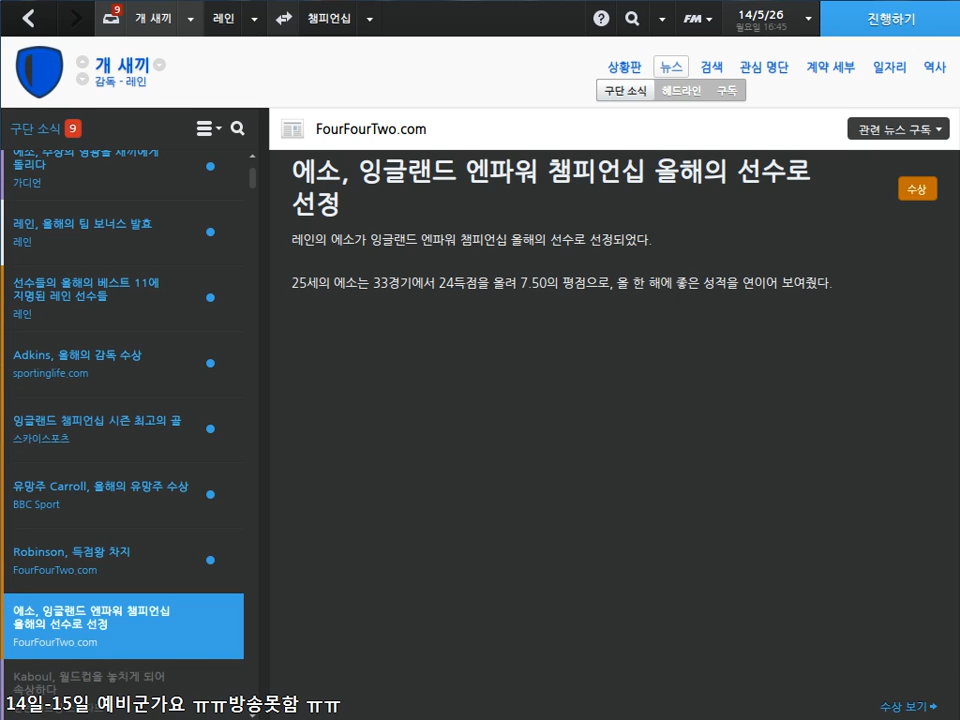 9
개 새끼
레인
챔피언십
FM
14/5/26
월요일 16:45
진행하기
개 새끼
감독 - 레인
상황판 뉴스 검색 관심 명단 계약 세부 일자리 역사
구단 소식 헤드라인 구독
구단 소식 9
에소, 수상의 영광을 새끼에게
돌리다
가디언
레인, 올해의 팀 보너스 발효
레인
선수들의 올해의 베스트 11에
지명된 레인 선수들
레인
Adkins, 올해의 감독 수상
sportinglife.com
잉글랜드 챔피언십 시즌 최고의 골
스카이스포츠
유망주 Carroll, 올해의 유망주 수상
BBC Sport
Robinson, 득점왕 차지
FourFourTwo.com
에소, 잉글랜드 엔파워 챔피언십
올해의 선수로 선정
FourFourTwo.com
Kaboul, 월드컵을 놓치게 되어
속상하다
14일-15일 예비군가요 ㅠㅠ방송못함 ㅠㅠ
FourFourTwo.com
관련 뉴스 구독
에소, 잉글랜드 엔파워 챔피언십 올해의 선수로
선정
수상
레인의 에소가 잉글랜드 엔파워 챔피언십 올해의 선수로 선정되었다.
25세의 에소는 33경기에서 24득점을 올려 7.50의 평점으로, 올 한 해에 좋은 성적을 연이어 보여줬다.
수상 보기